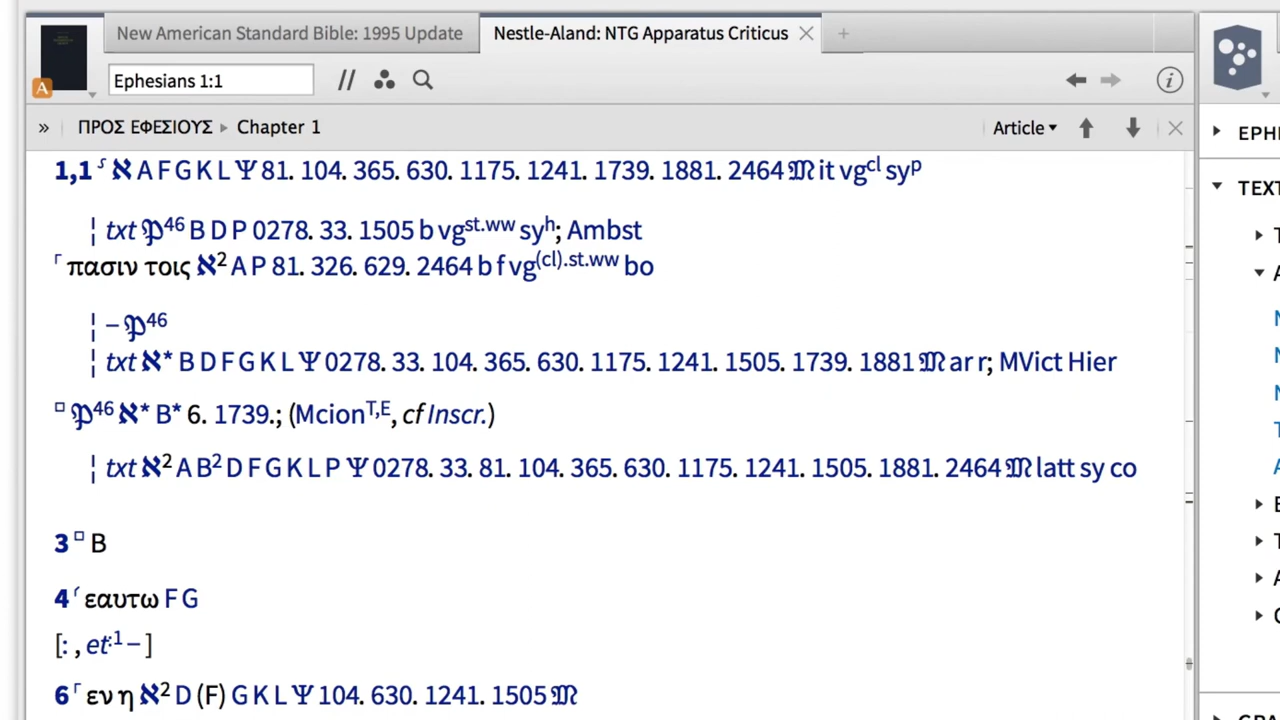 New American Standard Bible: 1995 Update
Nestle-Aland: NTG Apparatus Criticus
A
Ephesians 1:1
» ΠΡΟΣ ΕΦΕΣΙΟΥΣ ▸ Chapter 1
Article
1,1 ⸉ ℵ A F G K L Ψ 81. 104. 365. 630. 1175. 1241. 1739. 1881. 2464 𝔐 it vgcl syp
¦ txt 𝔓46 B D P 0278. 33. 1505 b vgst.ww syh; Ambst
⸀ πασιν τοις ℵ2 A P 81. 326. 629. 2464 b f vg(cl).st.ww bo
¦ – 𝔓46
¦ txt ℵ* B D F G K L Ψ 0278. 33. 104. 365. 630. 1175. 1241. 1505. 1739. 1881 𝔐 ar r; MVict Hier
□ 𝔓46 ℵ* B* 6. 1739.; (McionT,E, cf Inscr.)
¦ txt ℵ2 A B2 D F G K L P Ψ 0278. 33. 81. 104. 365. 630. 1175. 1241. 1505. 1881. 2464 𝔐 latt sy co
3 □ B
4 ⸂ εαυτω F G
[: , et :1 – ]
6 ⸀ εν η ℵ2 D (F) G K L Ψ 104. 630. 1241. 1505 𝔐
EPH
TEXT